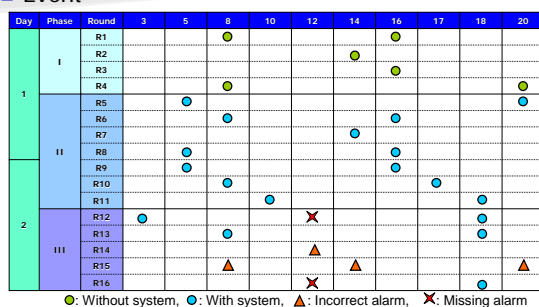 Day Phase Round 3 5 8 10 12 14 16 17 18 20
1 I R1
R2
R3
R4
II R5
R6
R7
R8
R9
R10
R11
2 III R12
R13
R14
R15
R16
: Without system, : With system, : Incorrect alarm, : Missing alarm